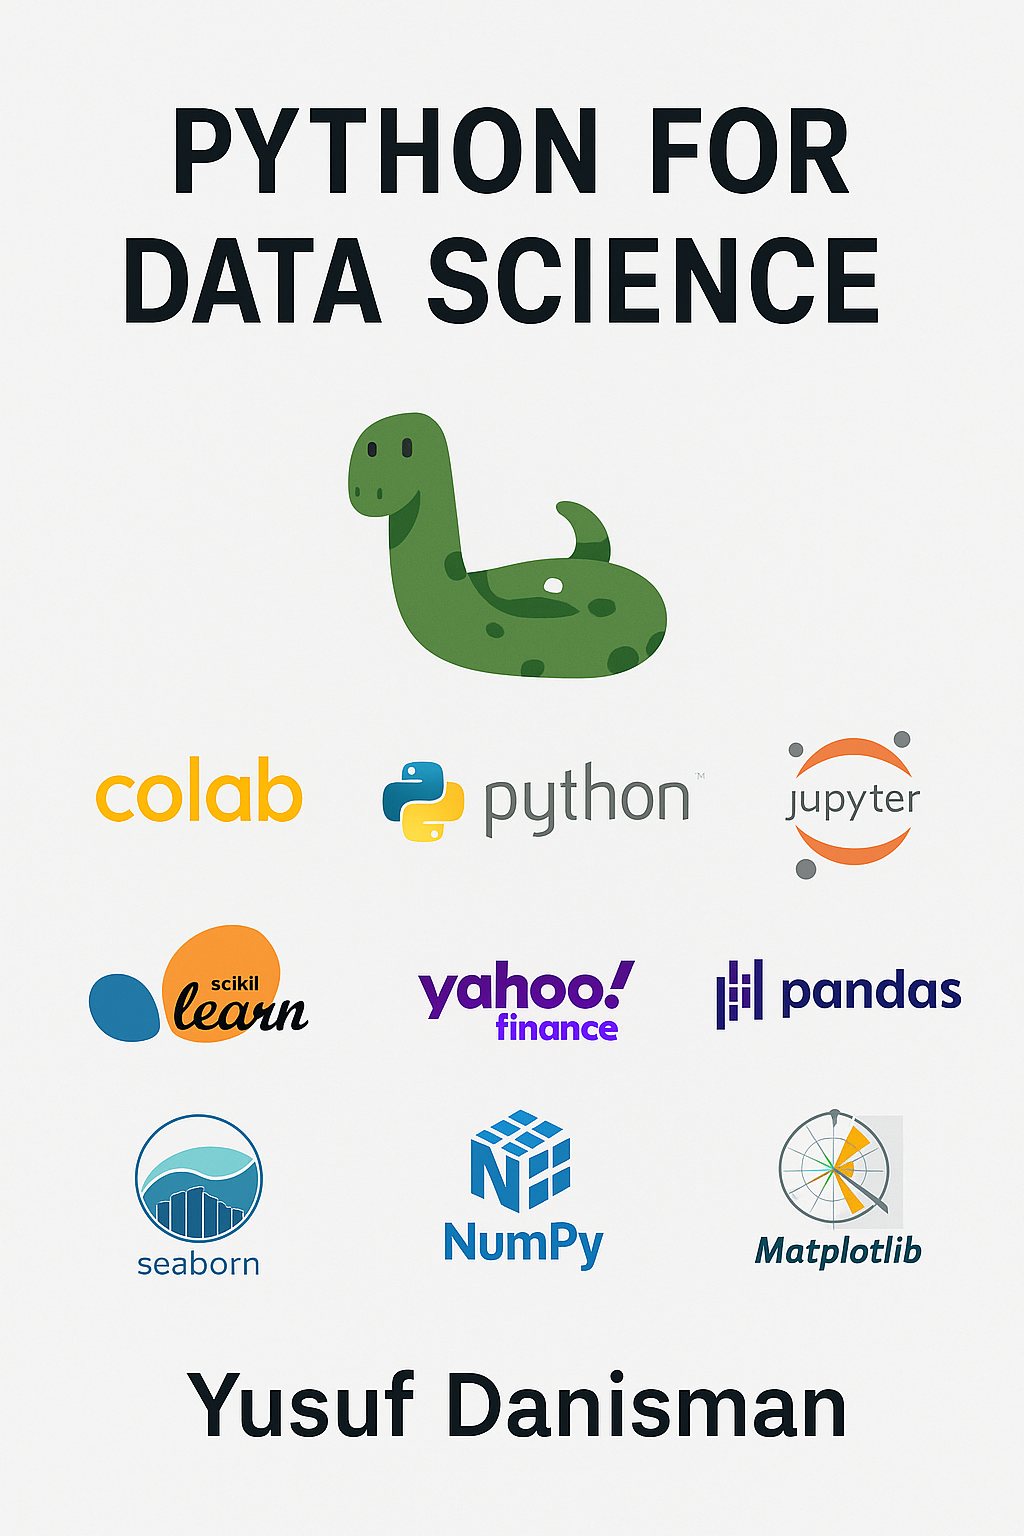 PYTHON FOR
DATA SCIENCE
colab
python™
jupyter
scikil
learn
yahoo!
finance
pandas
seaborn
N
NumPy
Matplotlib
Yusuf Danisman